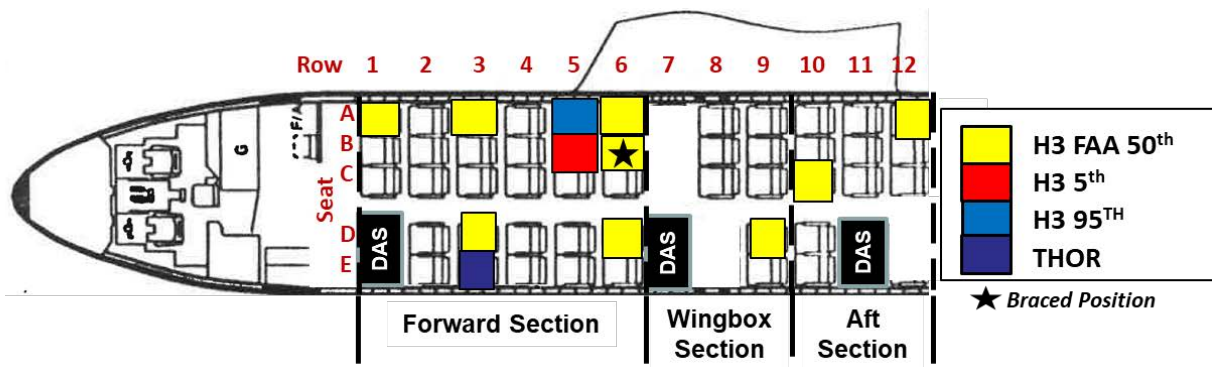 Row 1 2 3 4 5 6 7 8 9 10 11 12
A
B
C
D
E
Seat
G
F/A
DAS
DAS
DAS
Forward Section
Wingbox
Section
Aft
Section
H3 FAA 50th
H3 5th
H3 95TH
THOR
★ Braced Position